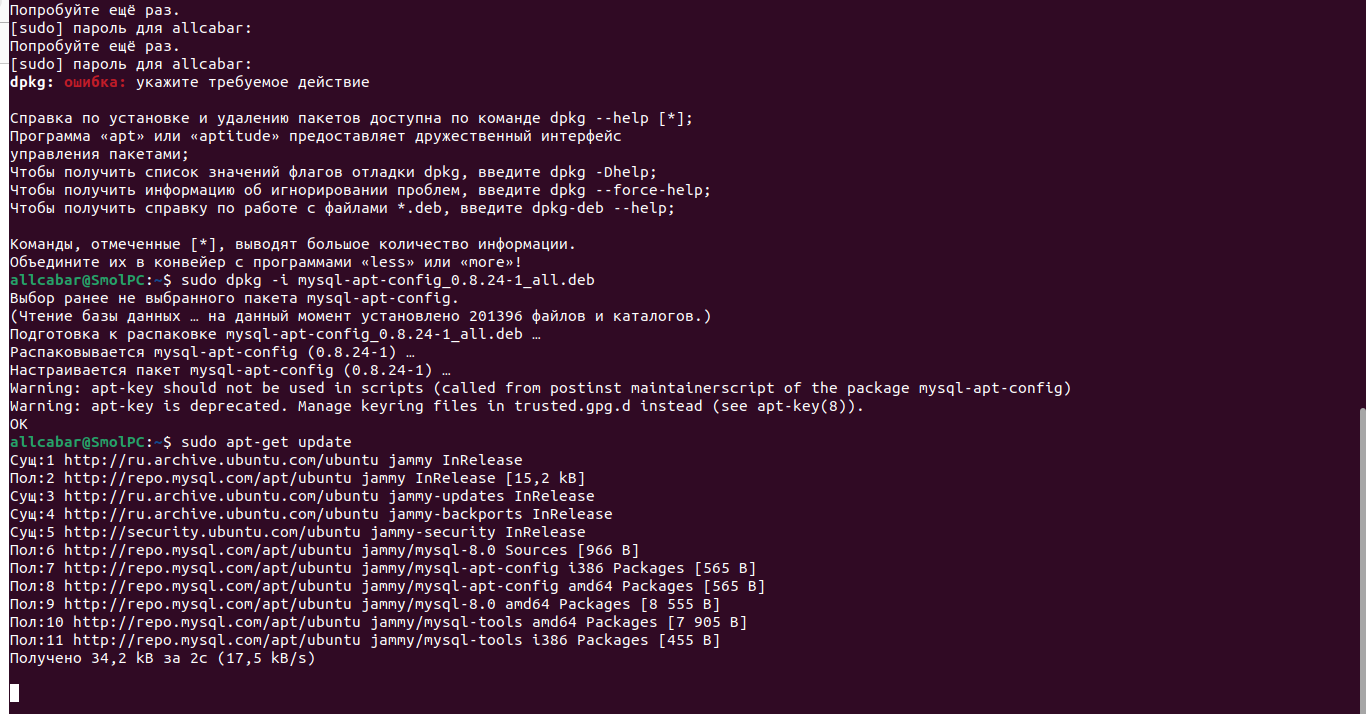 Попробуйте ещё раз.
[sudo] пароль для allcabar:
Попробуйте ещё раз.
[sudo] пароль для allcabar:
dpkg: ошибка: укажите требуемое действие
Справка по установке и удалению пакетов доступна по команде dpkg --help [*];
Программа «apt» или «aptitude» предоставляет дружественный интерфейс
управления пакетами;
Чтобы получить список значений флагов отладки dpkg, введите dpkg -Dhelp;
Чтобы получить информацию об игнорировании проблем, введите dpkg --force-help;
Чтобы получить справку по работе с файлами *.deb, введите dpkg-deb --help;
Команды, отмеченные [*], выводят большое количество информации.
Объедините их в конвейер с программами «less» или «more»!
allcabar@SmolPC:~$ sudo dpkg -i mysql-apt-config_0.8.24-1_all.deb
Выбор ранее не выбранного пакета mysql-apt-config.
(Чтение базы данных … на данный момент установлено 201396 файлов и каталогов.)
Подготовка к распаковке mysql-apt-config_0.8.24-1_all.deb …
Распаковывается mysql-apt-config (0.8.24-1) …
Настраивается пакет mysql-apt-config (0.8.24-1) …
Warning: apt-key should not be used in scripts (called from postinst maintainerscript of the package mysql-apt-config)
Warning: apt-key is deprecated. Manage keyring files in trusted.gpg.d instead (see apt-key(8)).
OK
allcabar@SmolPC:~$ sudo apt-get update
Сущ:1 http://ru.archive.ubuntu.com/ubuntu jammy InRelease
Пол:2 http://repo.mysql.com/apt/ubuntu jammy InRelease [15,2 kB]
Сущ:3 http://ru.archive.ubuntu.com/ubuntu jammy-updates InRelease
Сущ:4 http://ru.archive.ubuntu.com/ubuntu jammy-backports InRelease
Сущ:5 http://security.ubuntu.com/ubuntu jammy-security InRelease
Пол:6 http://repo.mysql.com/apt/ubuntu jammy/mysql-8.0 Sources [966 B]
Пол:7 http://repo.mysql.com/apt/ubuntu jammy/mysql-apt-config i386 Packages [565 B]
Пол:8 http://repo.mysql.com/apt/ubuntu jammy/mysql-apt-config amd64 Packages [565 B]
Пол:9 http://repo.mysql.com/apt/ubuntu jammy/mysql-8.0 amd64 Packages [8 555 B]
Пол:10 http://repo.mysql.com/apt/ubuntu jammy/mysql-tools amd64 Packages [7 905 B]
Пол:11 http://repo.mysql.com/apt/ubuntu jammy/mysql-tools i386 Packages [455 B]
Получено 34,2 kB за 2с (17,5 kB/s)